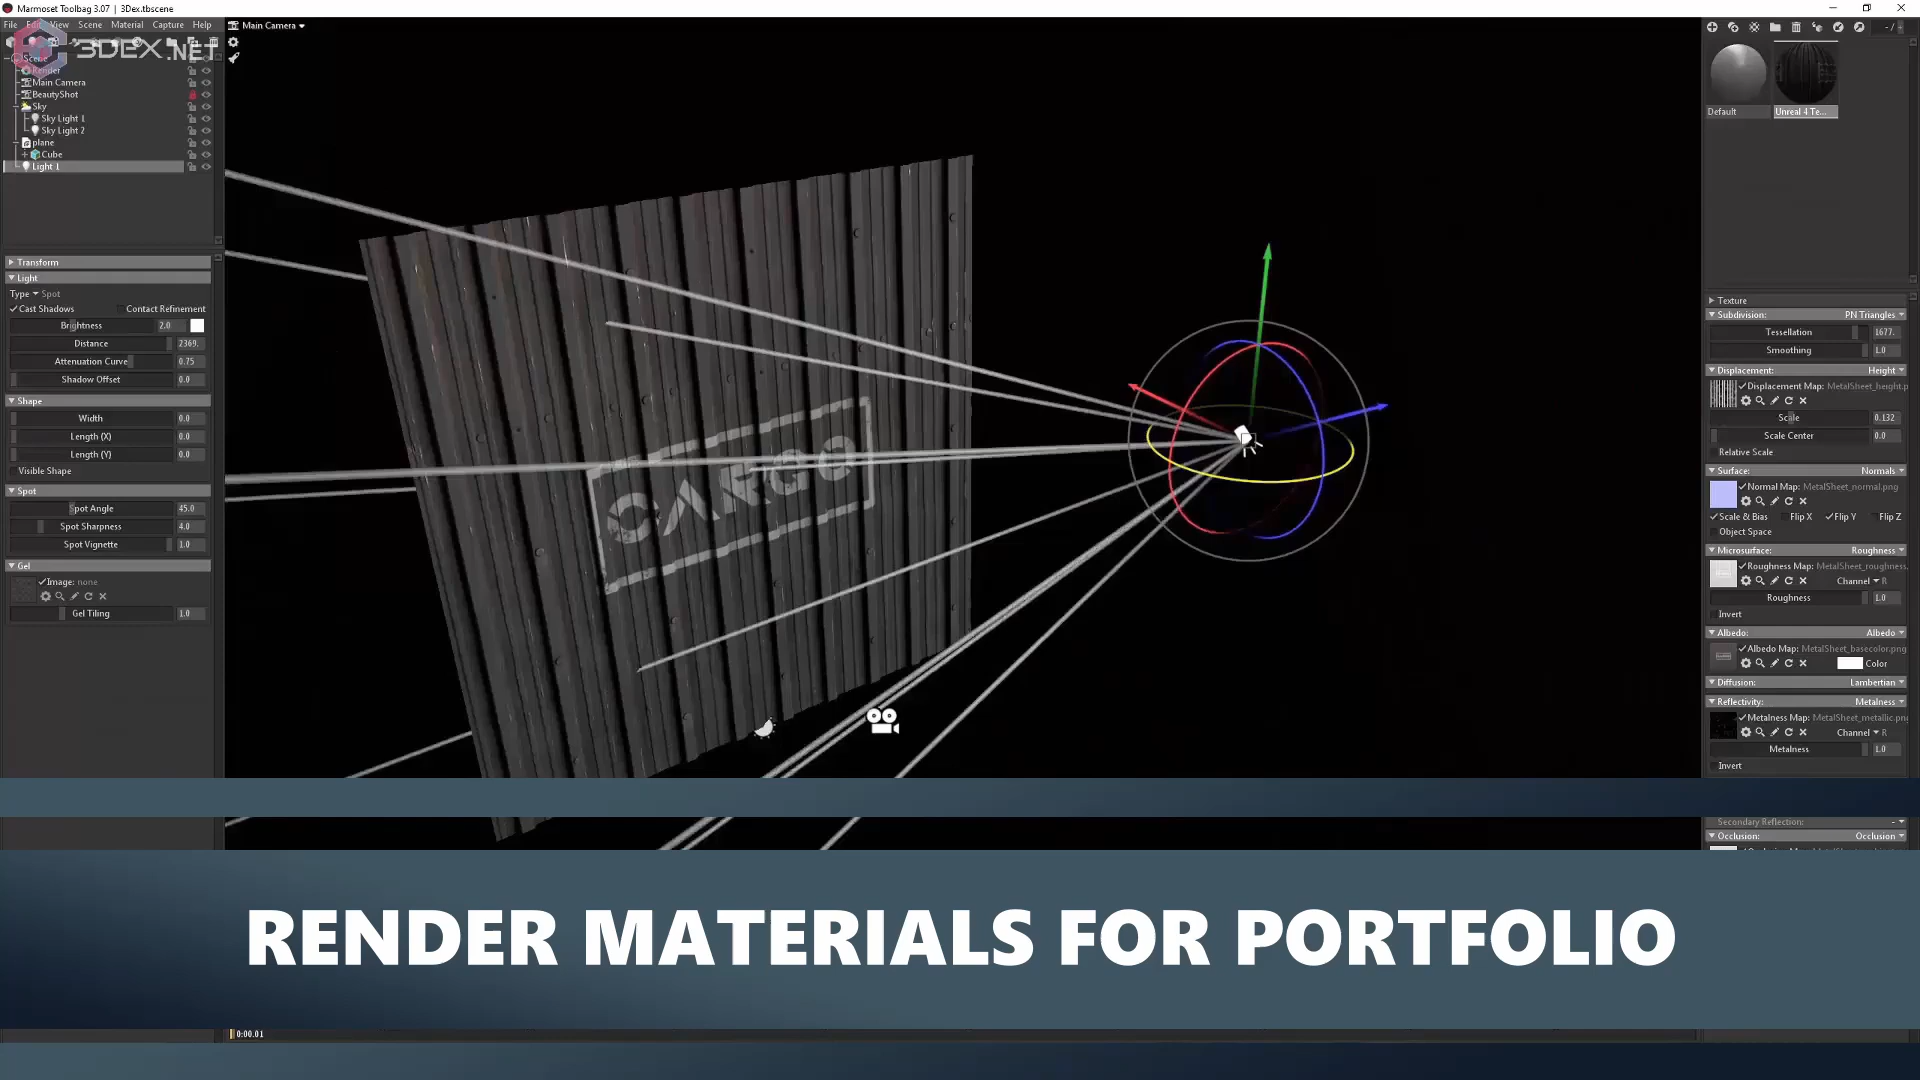 Marmoset Toolbag 3.07 | 3Dex.tbscene
File Edit View Scene Material Capture Help
3DEX.NET
Main Camera
Scene
Render
Main Camera
BeautyShot
Sky
Sky Light 1
Sky Light 2
plane
Cube
Light 1
Transform
Light
Type Spot
Cast Shadows Contact Refinement
Brightness 2.0
Distance 2369.
Attenuation Curve 0.75
Shadow Offset 0.0
Shape
Width 0.0
Length (X) 0.0
Length (Y) 0.0
Visible Shape
Spot
Spot Angle 45.0
Spot Sharpness 4.0
Spot Vignette 1.0
Gel
Image: none
Gel Tiling 1.0
CARGO
Default Unreal 4 Te...
Texture
Subdivision: PN Triangles
Tessellation 1677.
Smoothing 1.0
Displacement: Height
Displacement Map: MetalSheet_height.p
Scale 0.132
Scale Center 0.0
Relative Scale
Surface: Normals
Normal Map: MetalSheet_normal.png
Scale & Bias Flip X Flip Y Flip Z
Object Space
Microsurface: Roughness
Roughness Map: MetalSheet_roughness.
Channel R
Roughness 1.0
Invert
Albedo: Albedo
Albedo Map: MetalSheet_basecolor.png
Color
Diffusion: Lambertian
Reflectivity: Metalness
Metalness Map: MetalSheet_metallic.pn
Channel R
Metalness 1.0
Invert
Secondary Reflection:
Occlusion: Occlusion
RENDER MATERIALS FOR PORTFOLIO
0:00.01